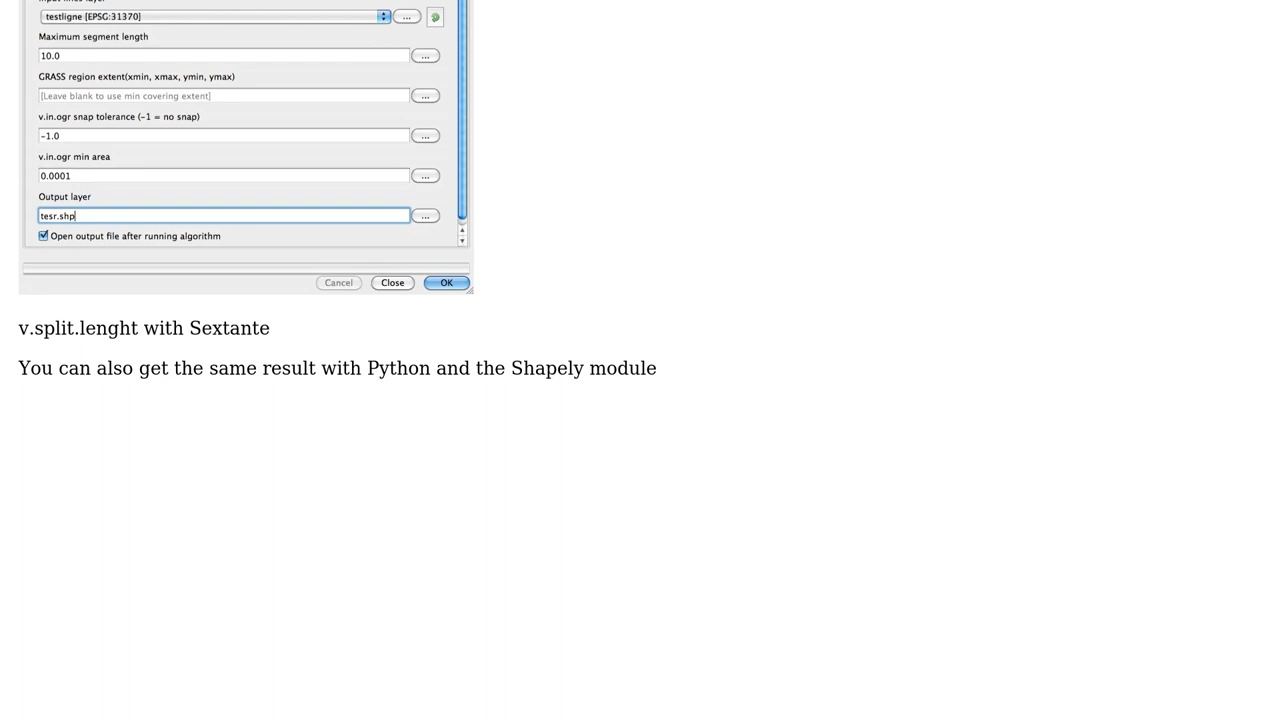 testligne [EPSG:31370]
...
Maximum segment length
10.0
...
GRASS region extent(xmin, xmax, ymin, ymax)
[Leave blank to use min covering extent]
...
v.in.ogr snap tolerance (-1 = no snap)
-1.0
...
v.in.ogr min area
0.0001
...
Output layer
tesr.shp
...
Open output file after running algorithm
Cancel Close OK
v.split.lenght with Sextante
You can also get the same result with Python and the Shapely module